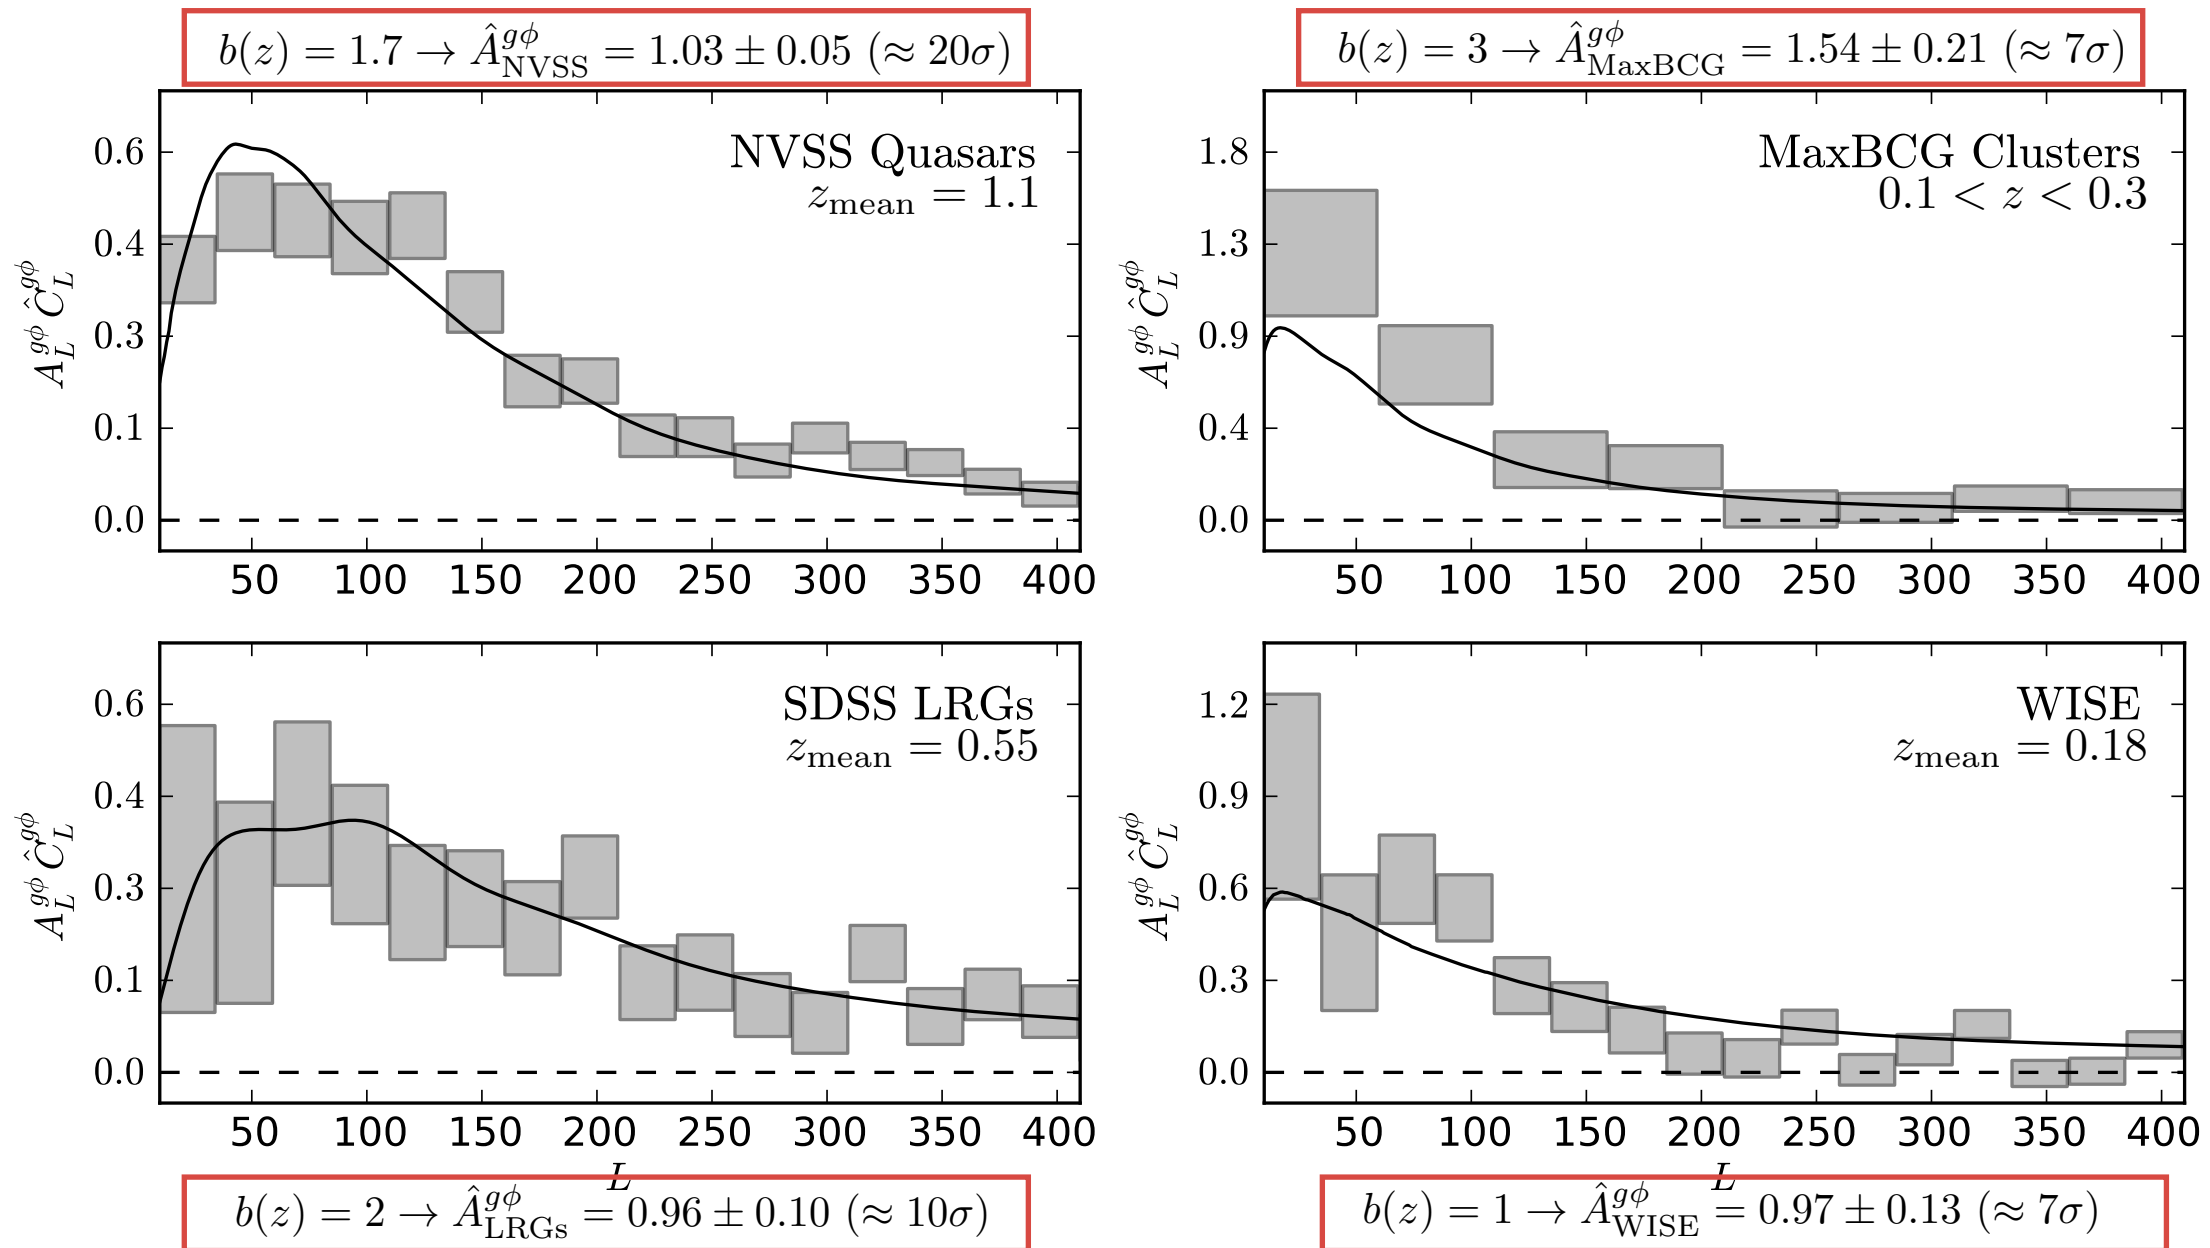 b(z) = 1.7 → Â^{gϕ}_{NVSS} = 1.03 ± 0.05 (≈ 20σ)
b(z) = 3 → Â^{gϕ}_{MaxBCG} = 1.54 ± 0.21 (≈ 7σ)
NVSS Quasars
z_{mean} = 1.1
A^{gϕ}_L Ĉ^{gϕ}_L
0.6
0.4
0.3
0.1
0.0
50 100 150 200 250 300 350 400
MaxBCG Clusters
0.1 < z < 0.3
A^{gϕ}_L Ĉ^{gϕ}_L
1.8
1.3
0.9
0.4
0.0
50 100 150 200 250 300 350 400
SDSS LRGs
z_{mean} = 0.55
A^{gϕ}_L Ĉ^{gϕ}_L
0.6
0.4
0.3
0.1
0.0
50 100 150 200 250 300 350 400
L
WISE
z_{mean} = 0.18
A^{gϕ}_L Ĉ^{gϕ}_L
1.2
0.9
0.6
0.3
0.0
50 100 150 200 250 300 350 400
L
b(z) = 2 → Â^{gϕ}_{LRGs} = 0.96 ± 0.10 (≈ 10σ)
b(z) = 1 → Â^{gϕ}_{WISE} = 0.97 ± 0.13 (≈ 7σ)